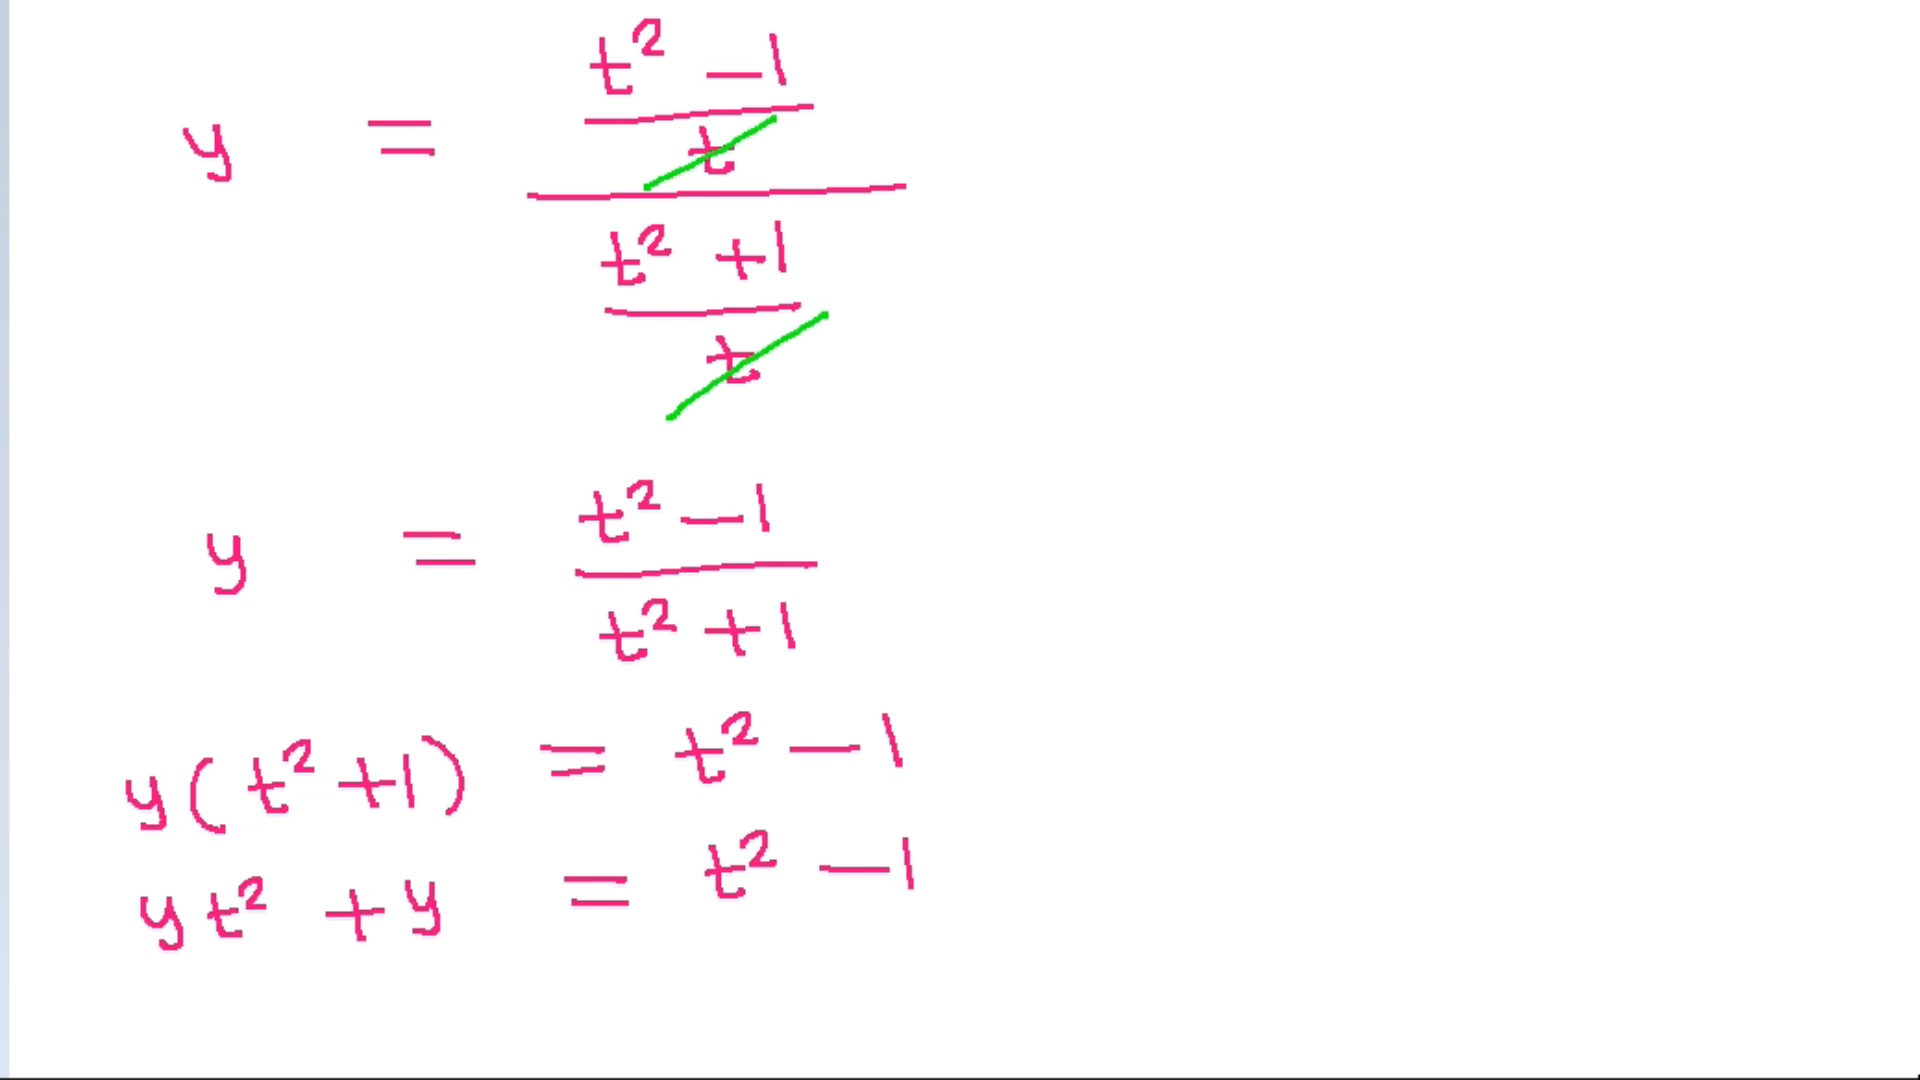 y = ((t² - 1)/t)/((t² + 1)/t)
y = (t² - 1)/(t² + 1)
y(t² + 1) = t² - 1
yt² + y = t² - 1